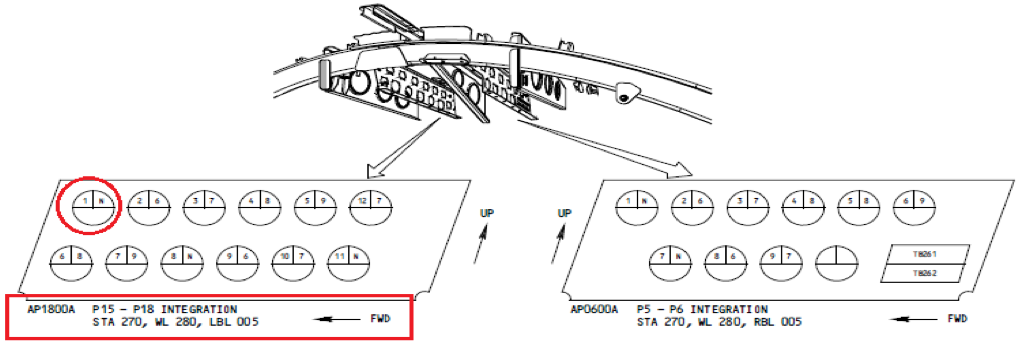 1 N 2 6 3 7 4 8 5 9 12 7
1 N 2 6 3 7 4 8 5 8 6 9
UP UP
6 8 7 9 8 N 9 6 10 7 11 N
7 N 8 6 9 7
TB261
TB262
AP1800A P15 - P18 INTEGRATION
STA 270, WL 280, LBL 005 FWD
AP0600A P5 - P6 INTEGRATION
STA 270, WL 280, RBL 005 FWD